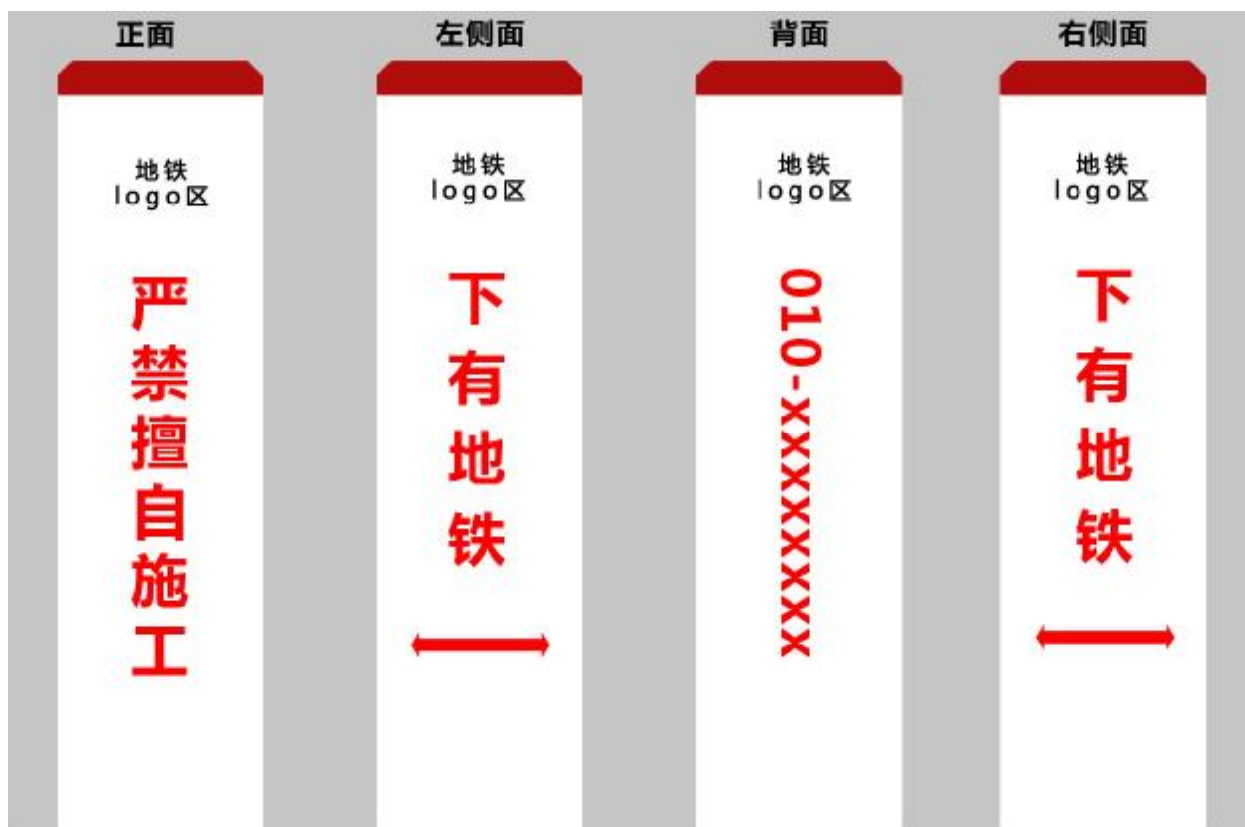 正面
地铁
logo区
严禁擅自施工
左侧面
地铁
logo区
下有地铁
背面
地铁
logo区
010-xxxxxxxx
右侧面
地铁
logo区
下有地铁